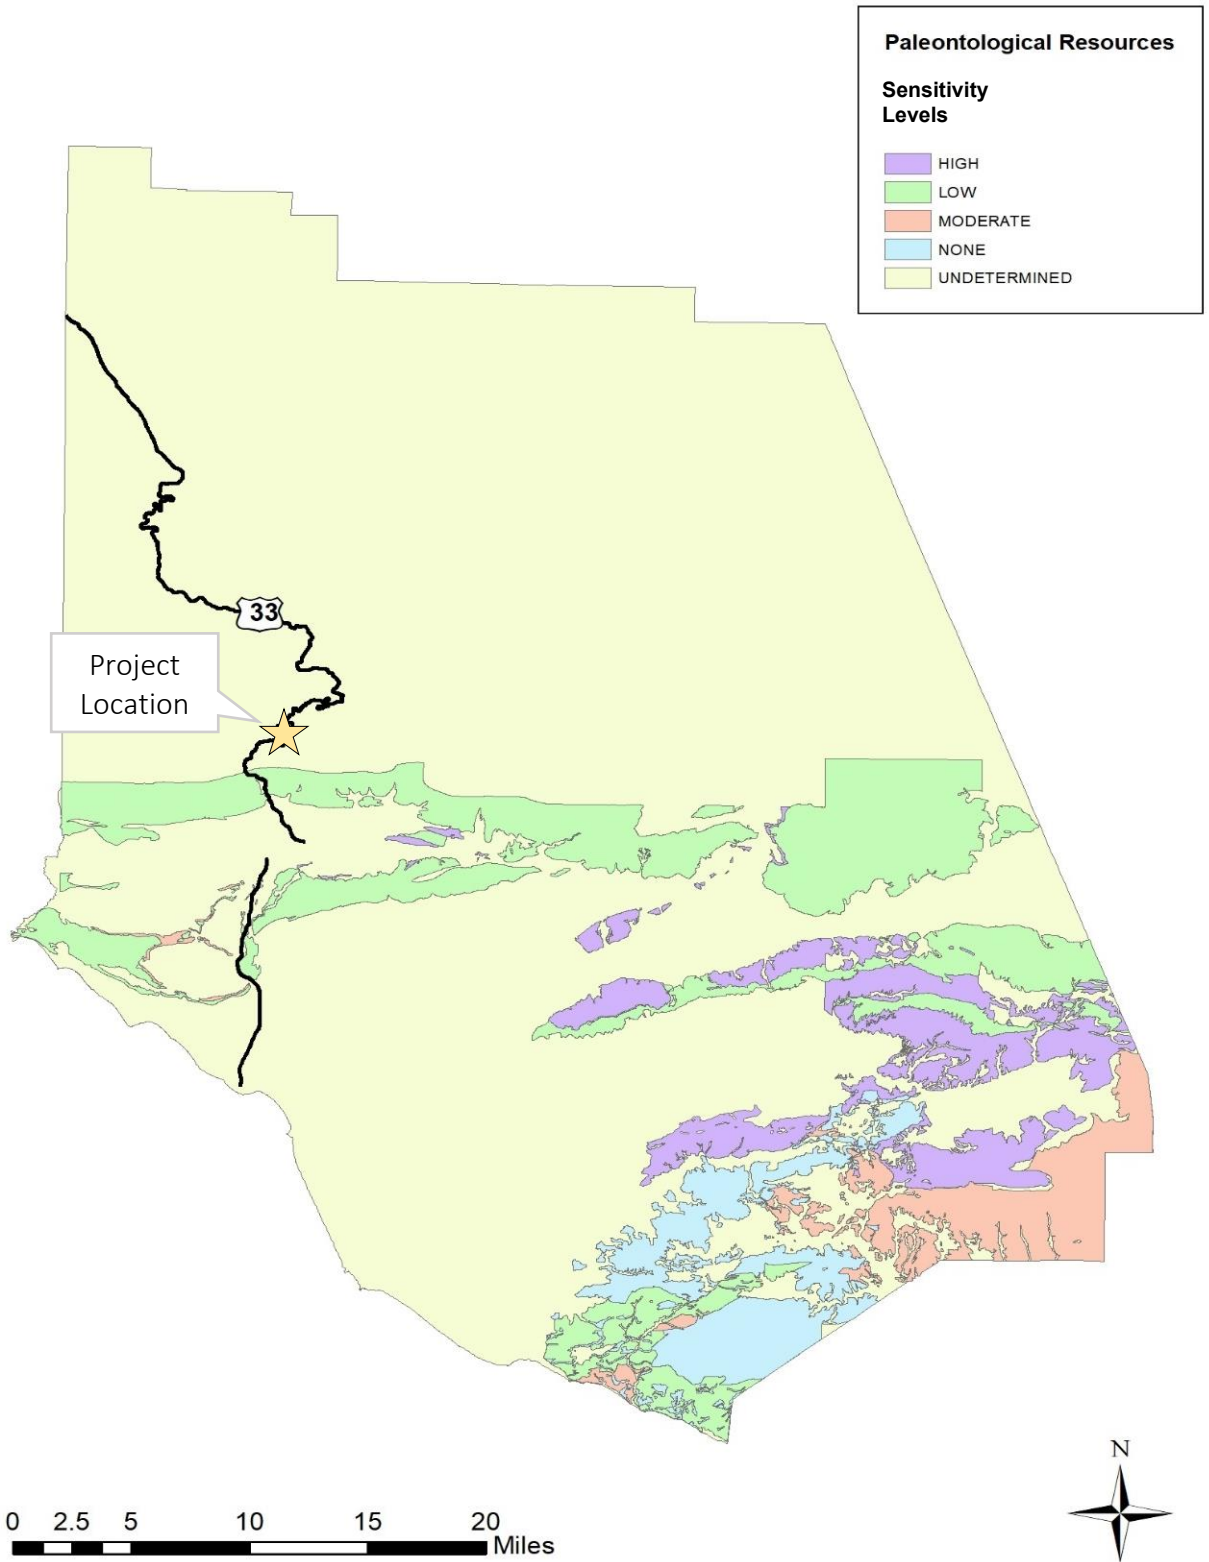 Paleontological Resources
Sensitivity
Levels
HIGH
LOW
MODERATE
NONE
UNDETERMINED
33
Project
Location
N
0 2.5 5 10 15 20
Miles